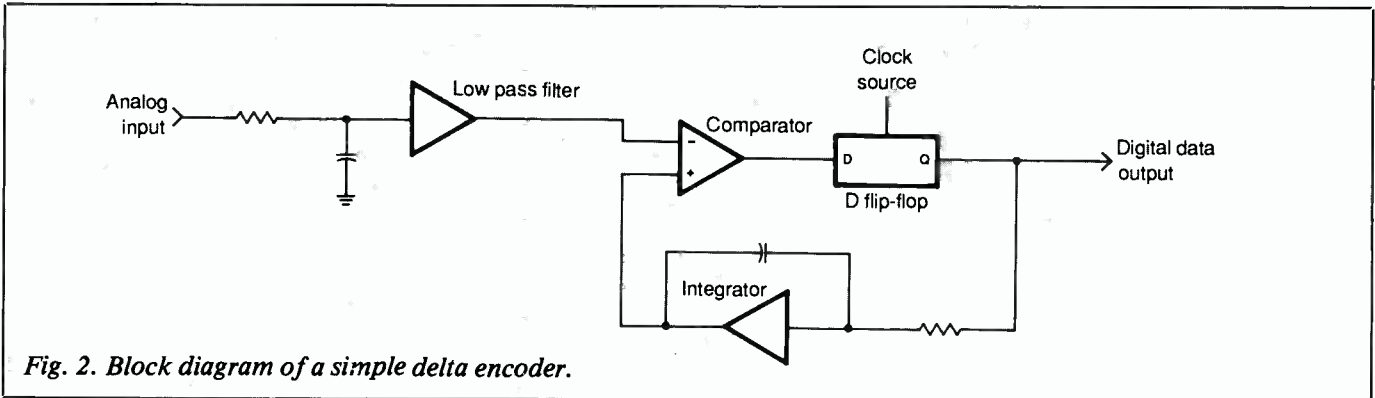 Analog
input
Low pass filter
-
+
Comparator
Clock
source
D Q
D flip-flop
Digital data
output
Integrator
Fig. 2. Block diagram of a simple delta encoder.